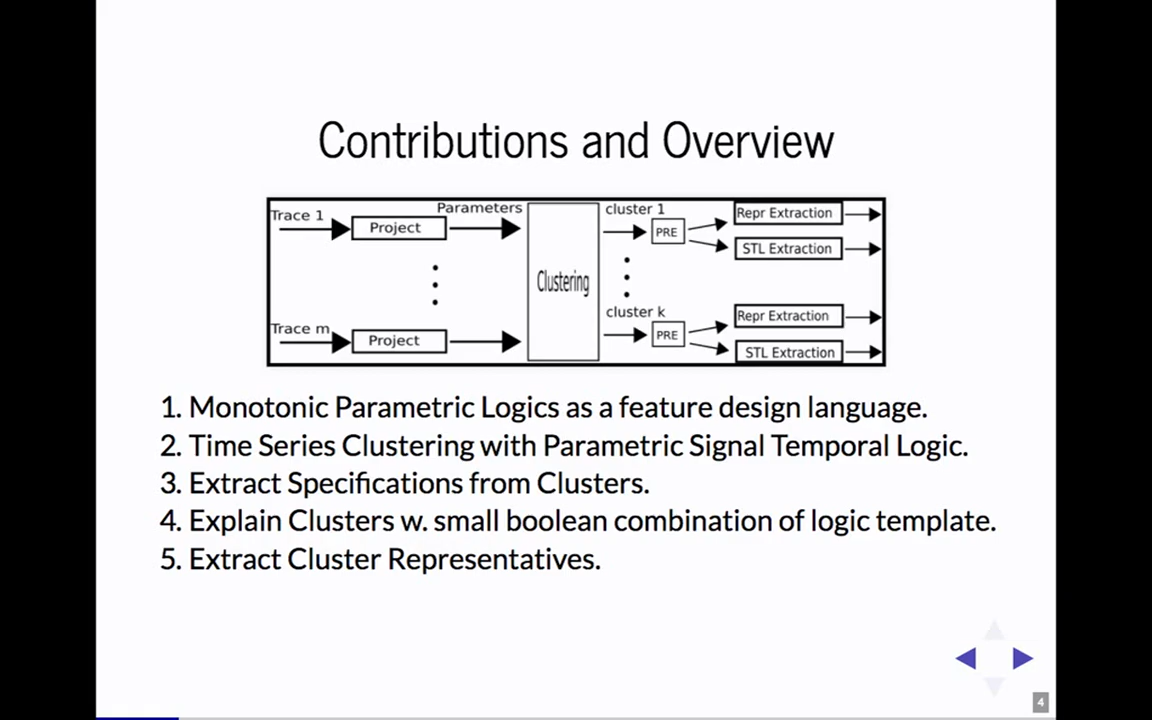 Contributions and Overview
Trace 1
Project
Parameters
Clustering
cluster 1
PRE
Repr Extraction
STL Extraction
Trace m
Project
cluster k
PRE
Repr Extraction
STL Extraction
1. Monotonic Parametric Logics as a feature design language.
2. Time Series Clustering with Parametric Signal Temporal Logic.
3. Extract Specifications from Clusters.
4. Explain Clusters w. small boolean combination of logic template.
5. Extract Cluster Representatives.
4